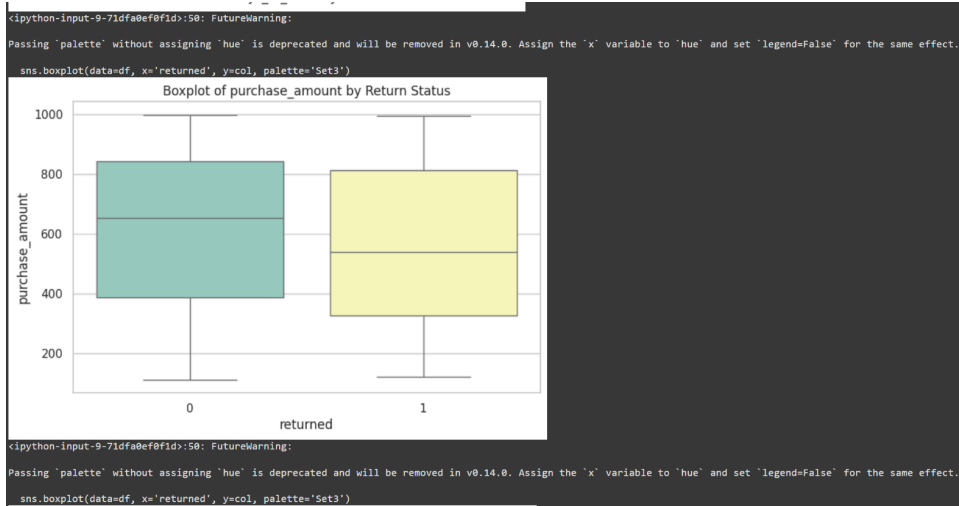 <ipython-input-9-71dfa0ef0f1d>:50: FutureWarning:
Passing `palette` without assigning `hue` is deprecated and will be removed in v0.14.0. Assign the `x` variable to `hue` and set `legend=False` for the same effect.
sns.boxplot(data=df, x='returned', y=col, palette='Set3')
Boxplot of purchase_amount by Return Status
1000
800
600
400
200
purchase_amount
0 1
returned
<ipython-input-9-71dfa0ef0f1d>:50: FutureWarning:
Passing `palette` without assigning `hue` is deprecated and will be removed in v0.14.0. Assign the `x` variable to `hue` and set `legend=False` for the same effect.
sns.boxplot(data=df, x='returned', y=col, palette='Set3')